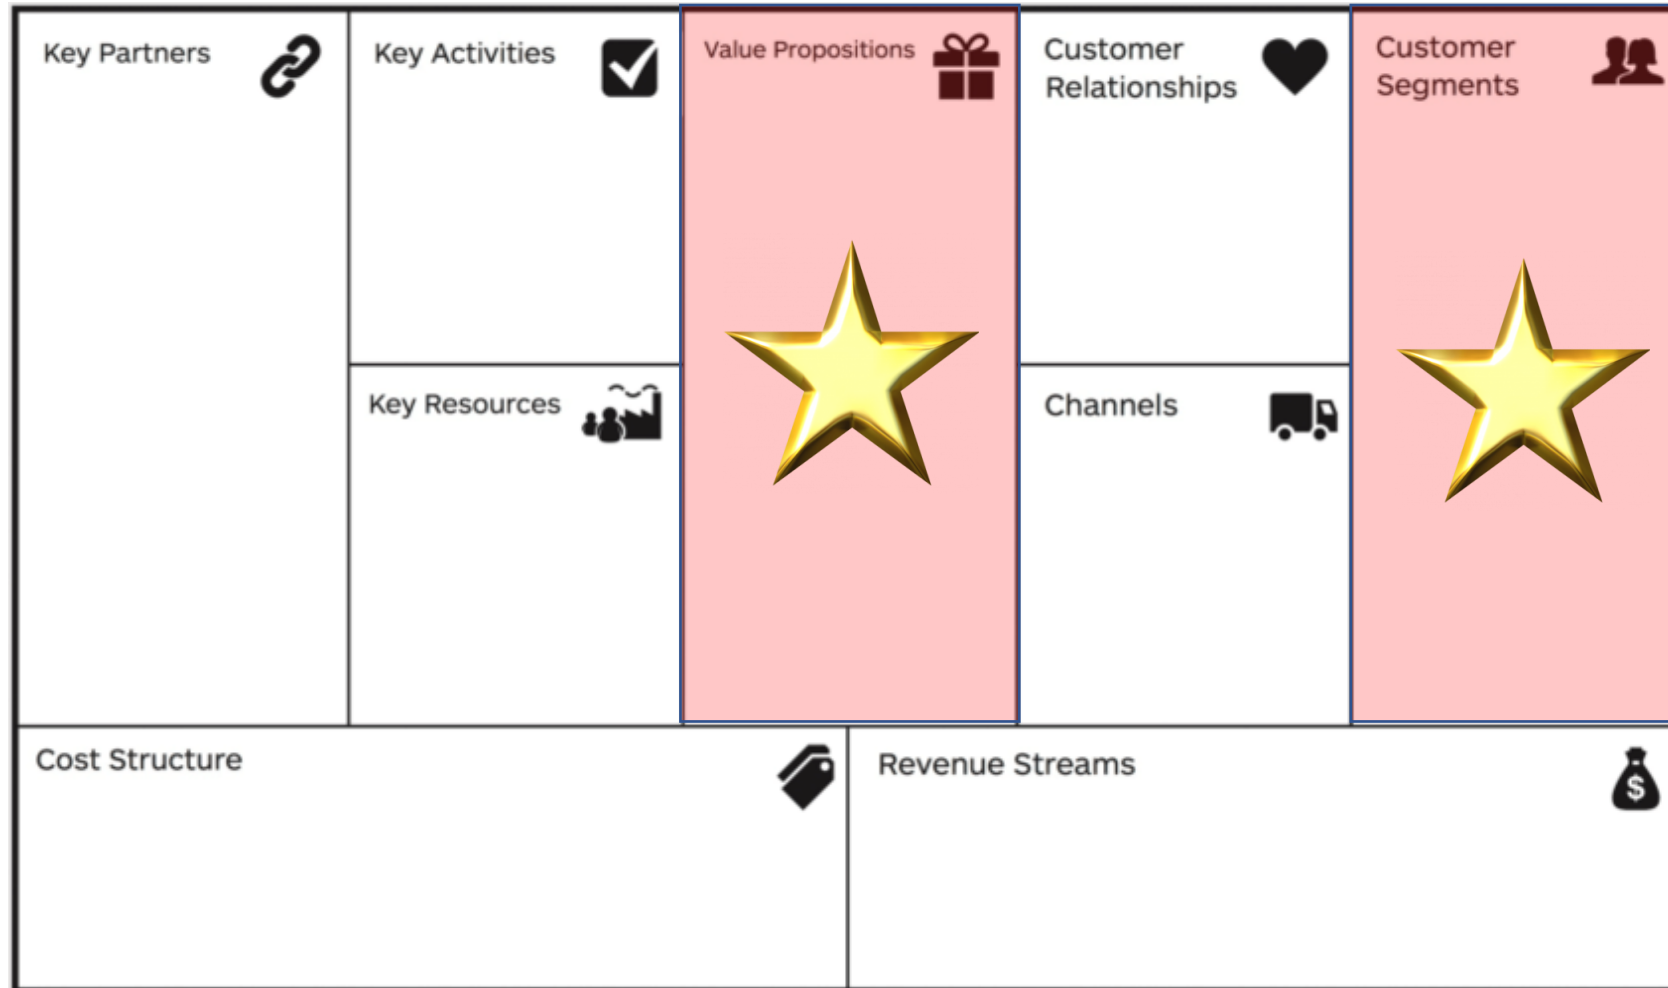 Key Partners
Key Activities
Value Propositions
Customer
Relationships
Customer
Segments
Key Resources
Channels
Cost Structure
Revenue Streams
$